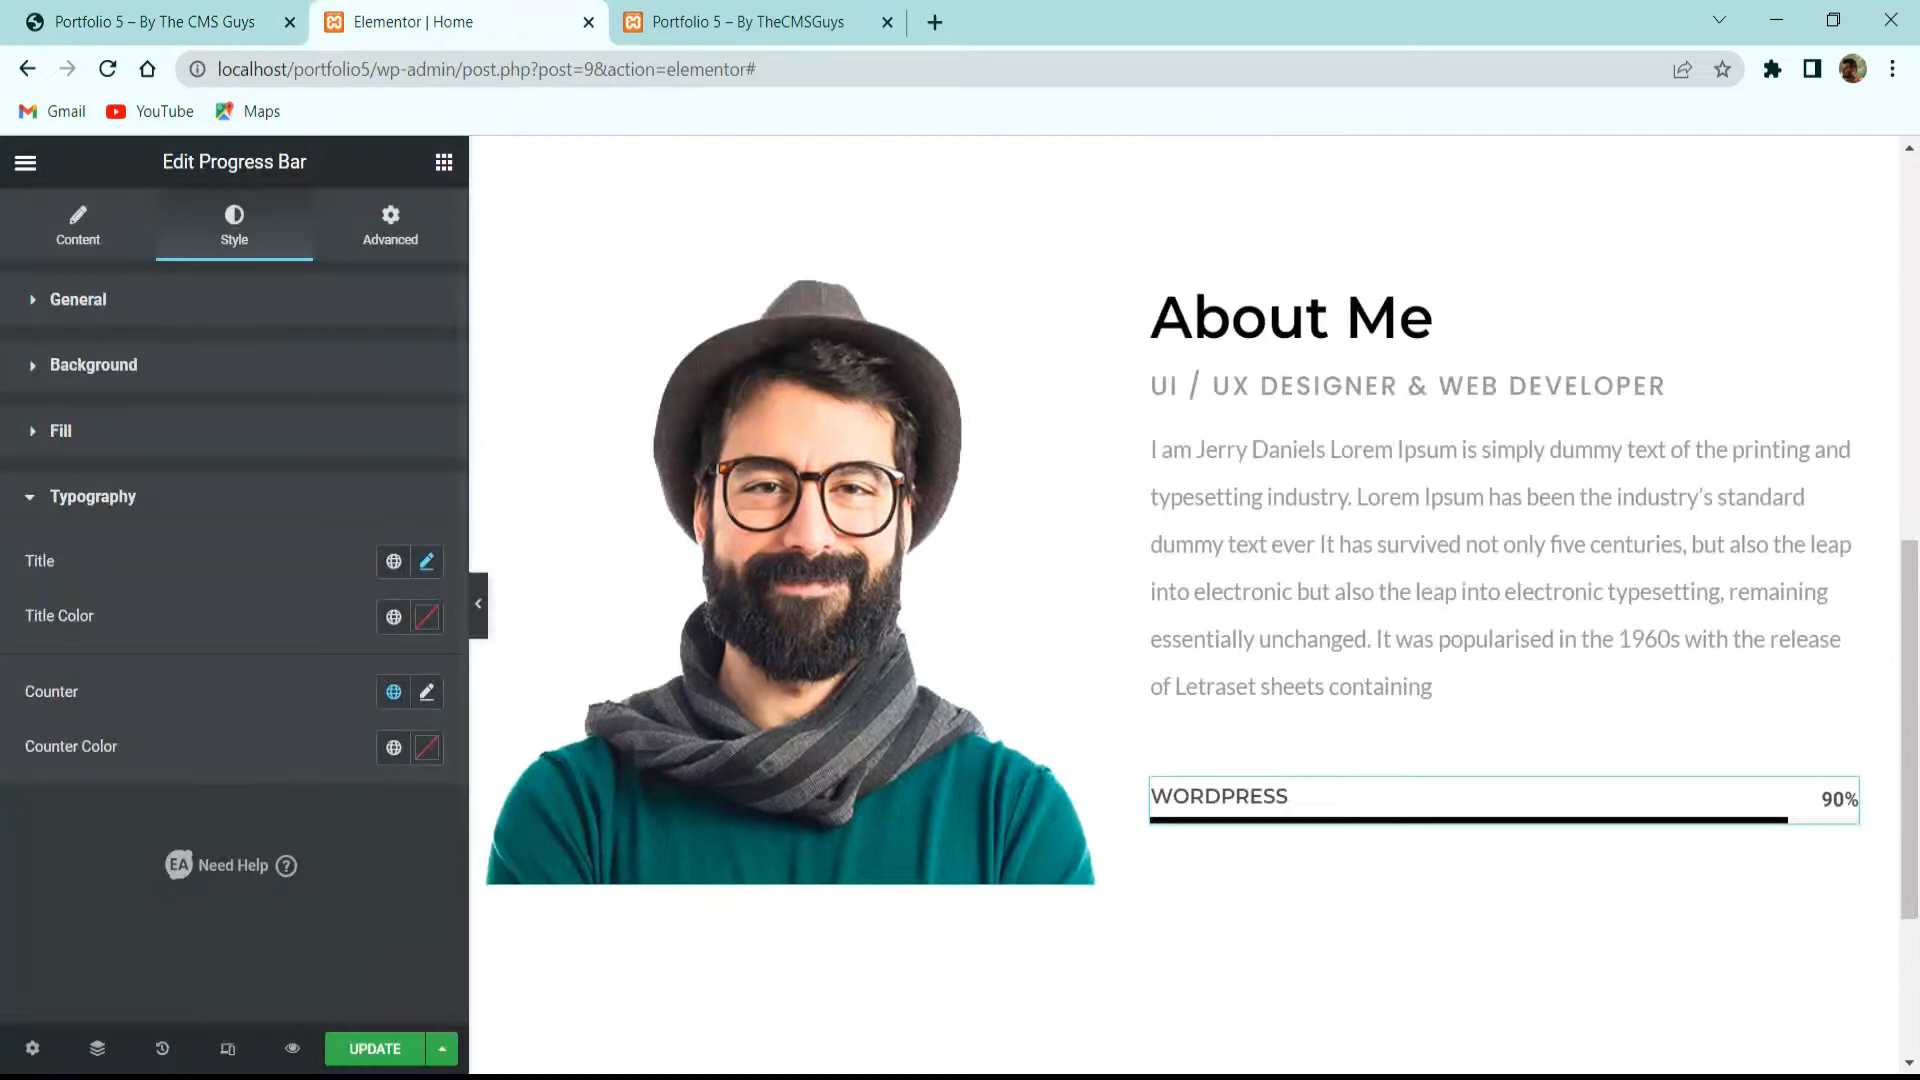 Portfolio 5 – By The CMS Guys
Elementor | Home
Portfolio 5 – By TheCMSGuys
localhost/portfolio5/wp-admin/post.php?post=9&action=elementor#
Gmail
YouTube
Maps
Edit Progress Bar
Content
Style
Advanced
General
Background
Fill
Typography
Title
Title Color
Counter
Counter Color
EA Need Help ?
UPDATE
About Me
UI / UX DESIGNER & WEB DEVELOPER
I am Jerry Daniels Lorem Ipsum is simply dummy text of the printing and
typesetting industry. Lorem Ipsum has been the industry’s standard
dummy text ever It has survived not only five centuries, but also the leap
into electronic but also the leap into electronic typesetting, remaining
essentially unchanged. It was popularised in the 1960s with the release
of Letraset sheets containing
WORDPRESS
90%